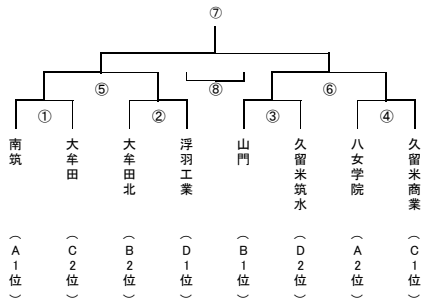 ⑦
⑤
⑧
⑥
①
②
③
④
南筑
大牟田
大牟田北
浮羽工業
山門
久留米筑水
八女学院
久留米商業
（A1位）
（C2位）
（B2位）
（D1位）
（B1位）
（D2位）
（A2位）
（C1位）